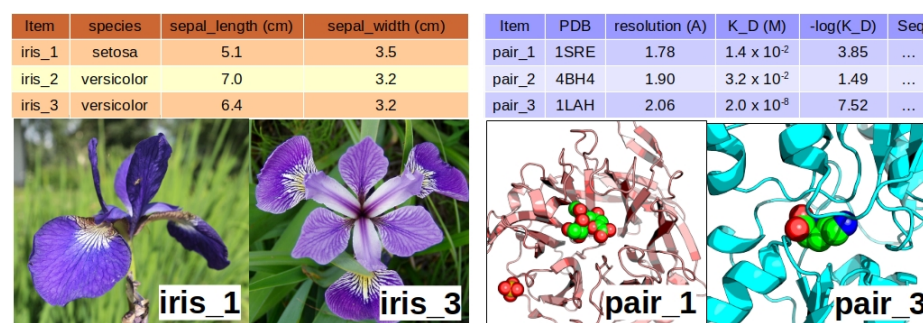 Item species sepal_length (cm) sepal_width (cm)
iris_1 setosa 5.1 3.5
iris_2 versicolor 7.0 3.2
iris_3 versicolor 6.4 3.2
iris_1
iris_3
Item PDB resolution (A) K_D (M) -log(K_D) Seq
pair_1 1SRE 1.78 1.4 x 10⁻² 3.85 ...
pair_2 4BH4 1.90 3.2 x 10⁻² 1.49 ...
pair_3 1LAH 2.06 2.0 x 10⁻⁸ 7.52 ...
pair_1
pair_3